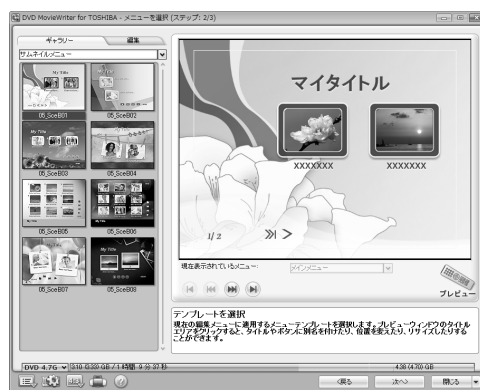 DVD MovieWriter for TOSHIBA - メニューを選択 (ステップ: 2/3)
ギャラリー
編集
サムネイルメニュー
05_SceB01
05_SceB02
05_SceB03
05_SceB04
05_SceB05
05_SceB06
05_SceB07
05_SceB08
マイタイトル
XXXXXXX
XXXXXXX
1/2
現在表示されているメニュー:
メインメニュー
プレビュー
テンプレートを選択
現在の編集メニューに適用するメニューテンプレートを選択します。プレビューウィンドウのタイトル
エリアをクリックすると、タイトルやボタンに別名を付けたり、位置を変えたり、リサイズしたりする
ことができます。
DVD 4.7G
4.38 (4.70) GB
<戻る
次へ>
閉じる